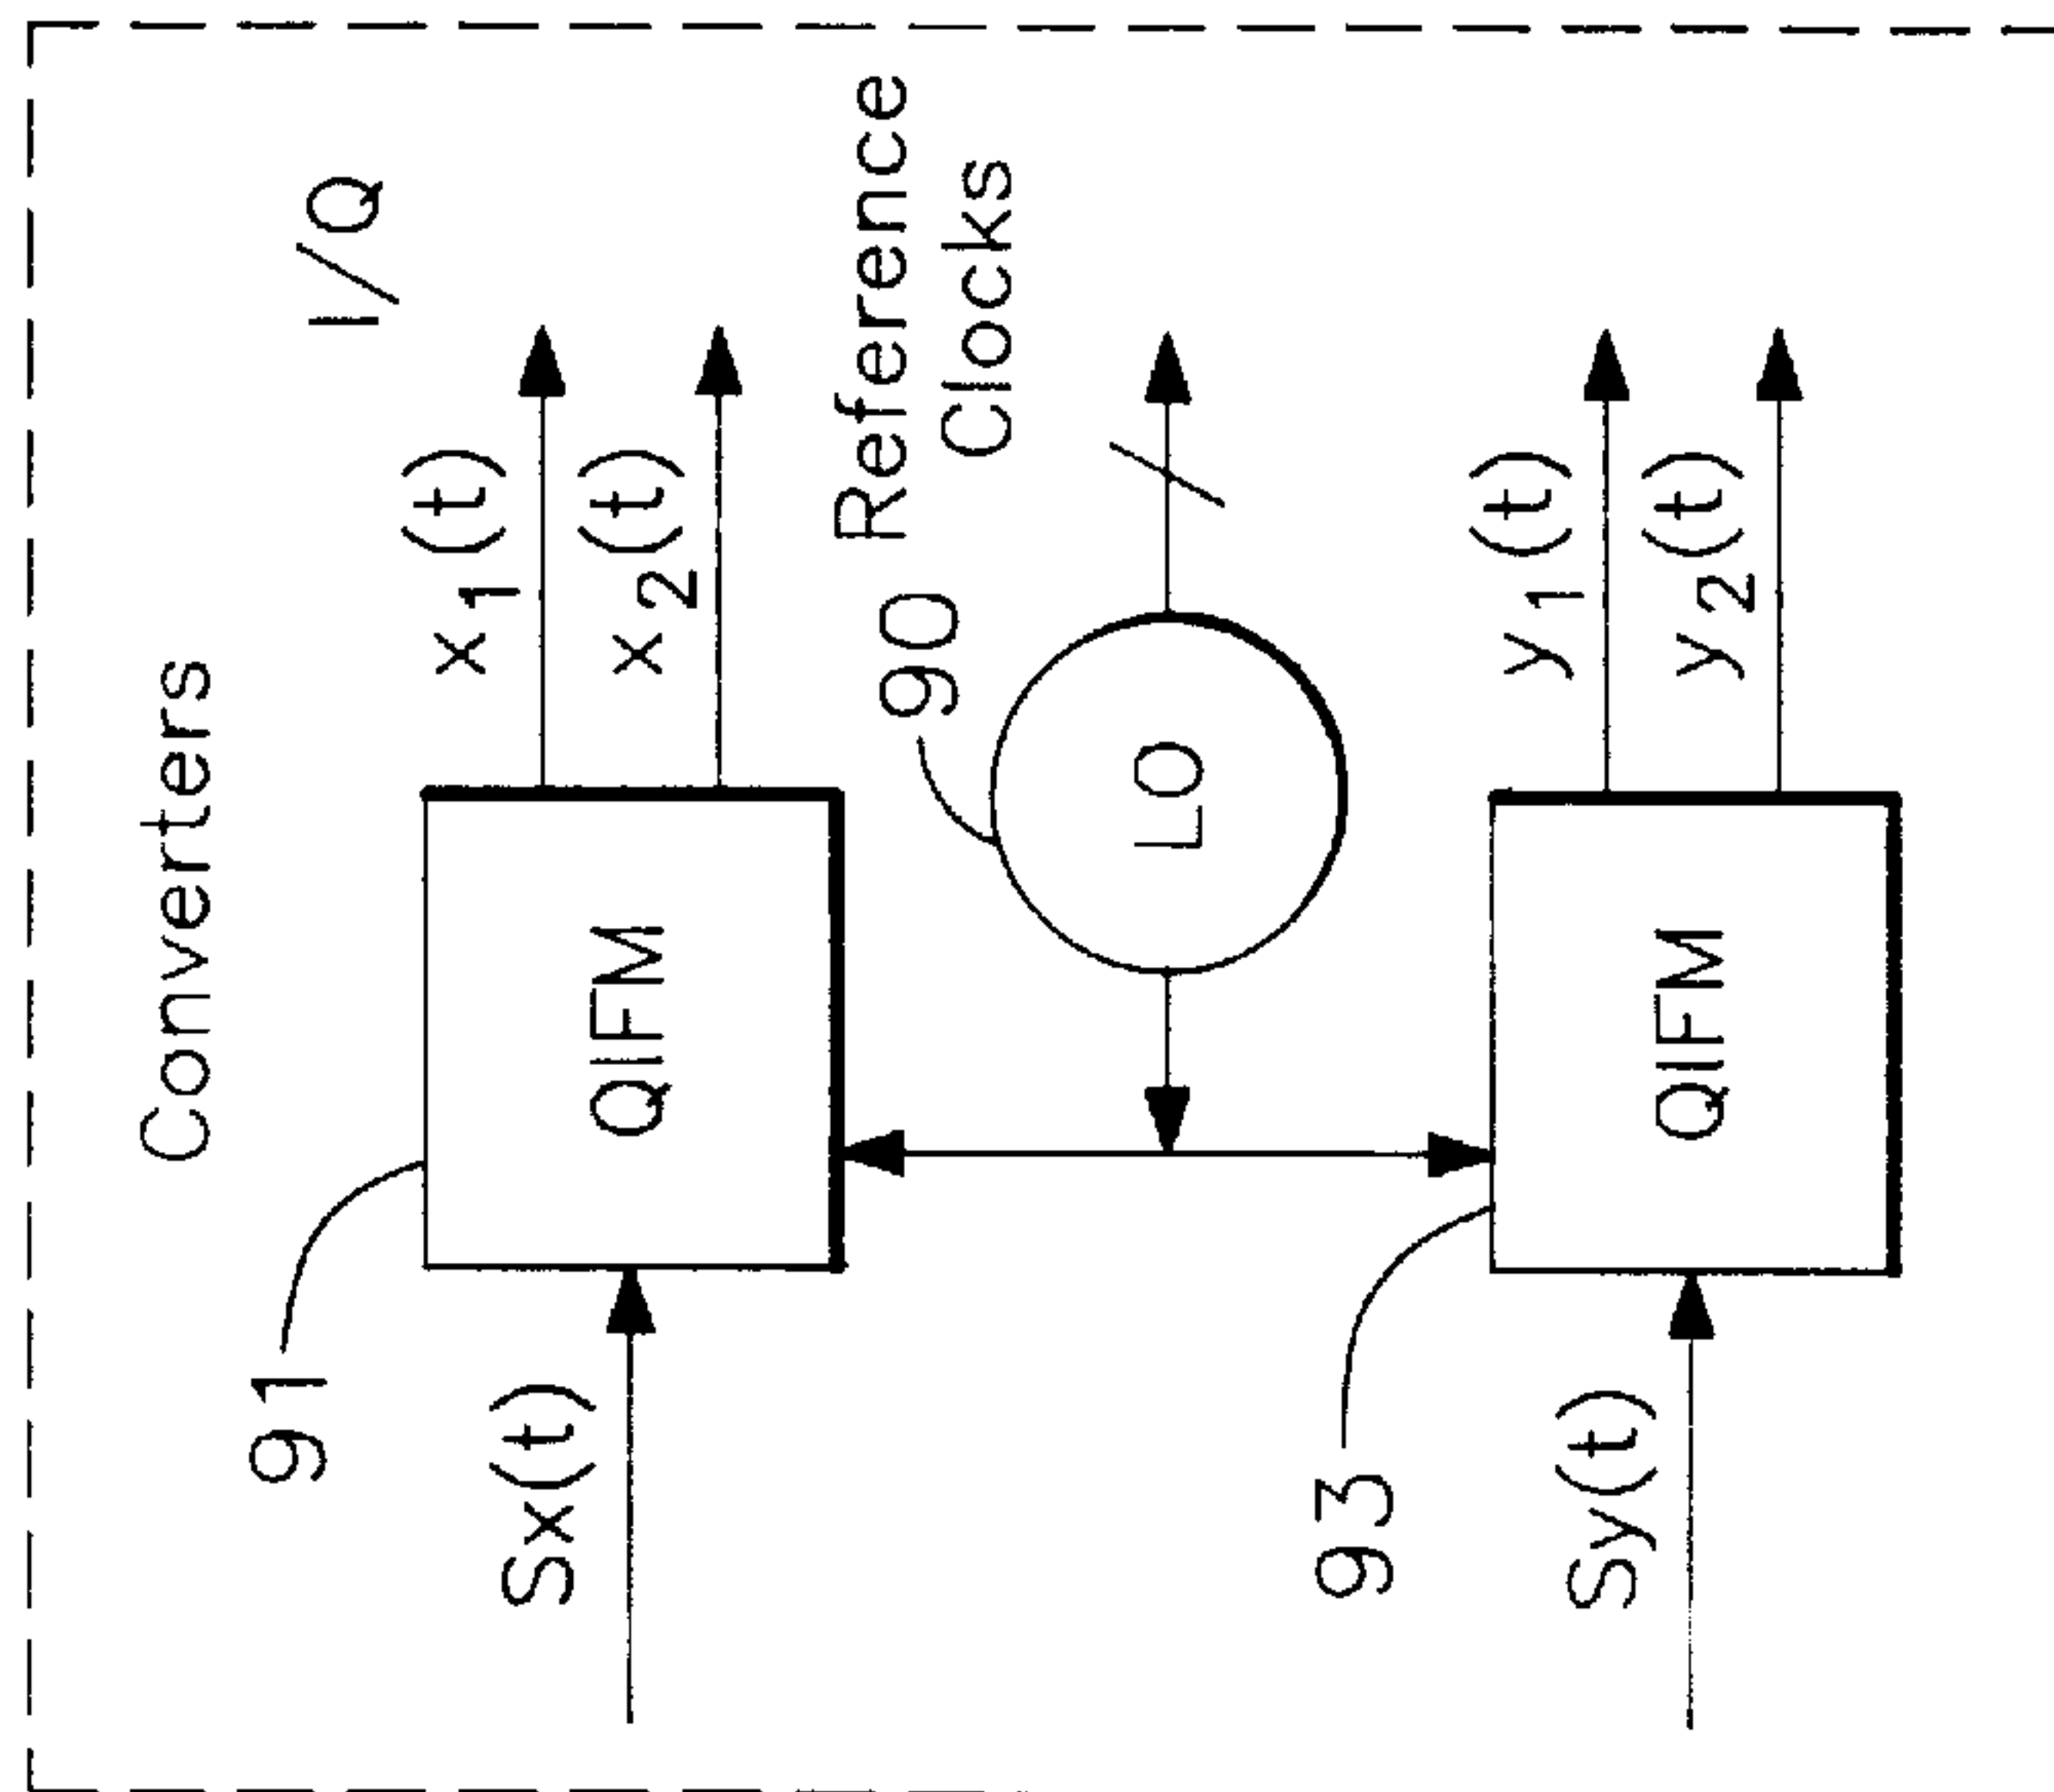 Converters
I/Q
91
Sx(t)
QIFM
x1(t)
x2(t)
Reference
Clocks
90
LO
93
Sy(t)
QIFM
y1(t)
y2(t)